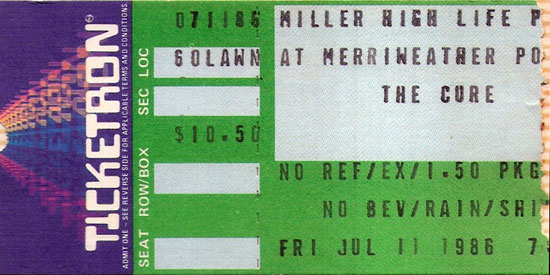 TICKETRON
ADMIT ONE - SEE REVERSE SIDE FOR APPLICABLE TERMS AND CONDITIONS.
SEAT ROW/BOX SEC LOC
071186
60LAWN
$10.50
MILLER HIGH LIFE P
AT MERRIWEATHER PO
THE CURE
NO REF/EX/1.50 PKG
NO BEV/RAIN/SHI
FRI JUL 11 1986 7